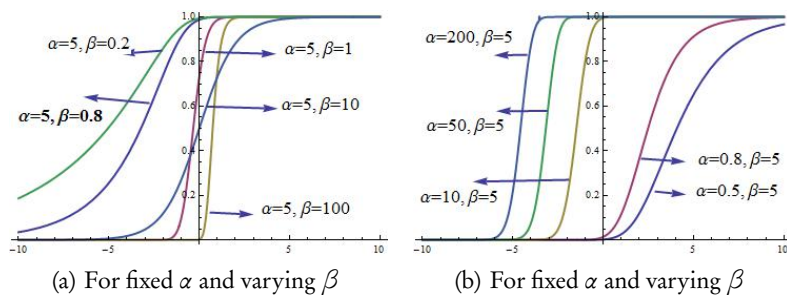 1.0
α=5, β=0.2
0.8
α=5, β=1
α=5, β=0.8
0.6
α=5, β=10
0.4
0.2
α=5, β=100
-10
-5
0
5
10
(a) For fixed α and varying β
1.0
α=200, β=5
0.8
0.6
α=50, β=5
0.4
α=0.8, β=5
α=10, β=5
0.2
α=0.5, β=5
-10
-5
0
5
10
(b) For fixed α and varying β